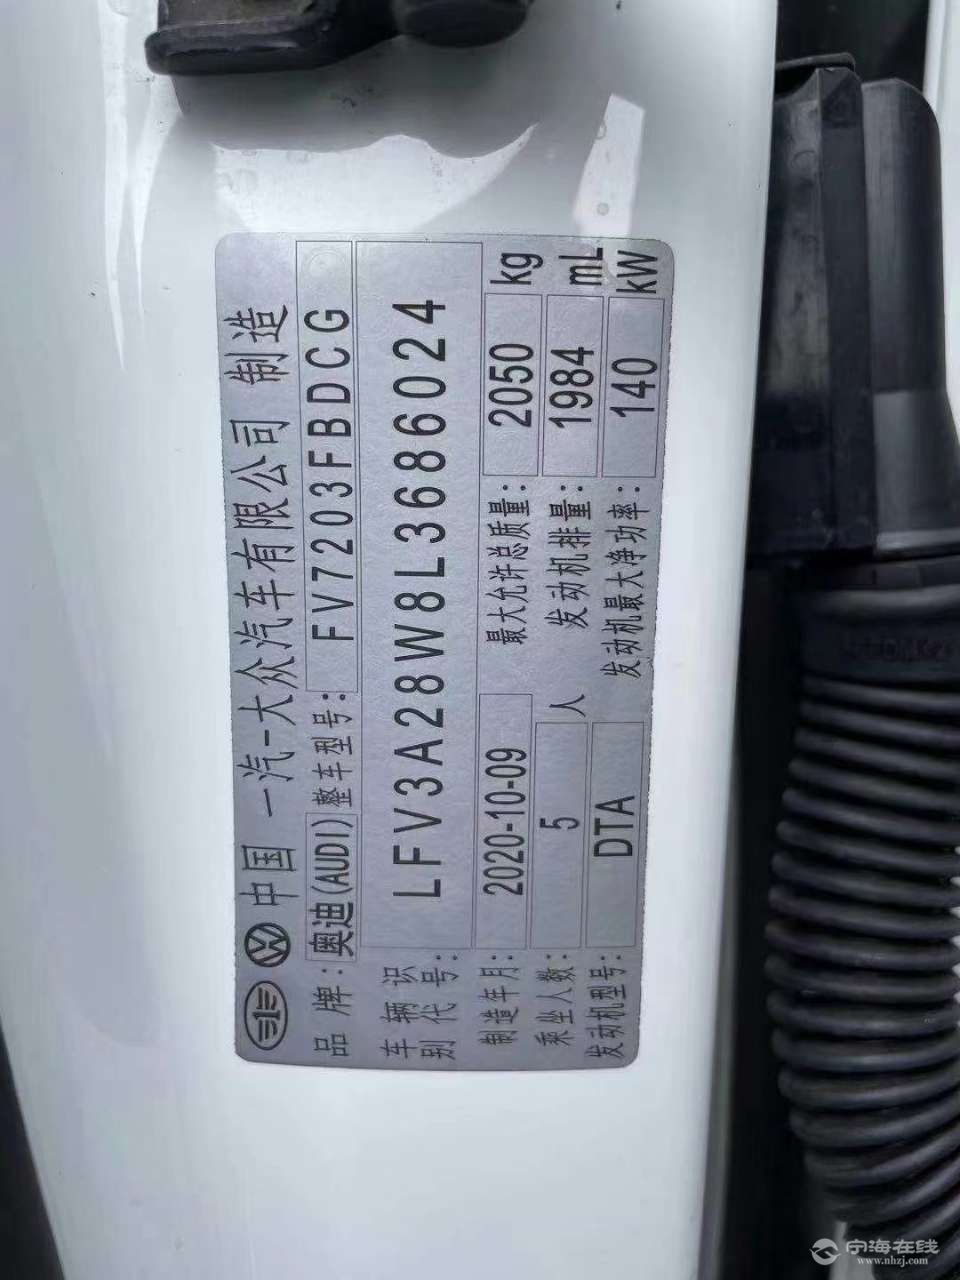 中国 一汽-大众汽车有限公司 制造
品牌: 奥迪(AUDI) 整车型号: FV7203FBDCG
车辆识别代号: LFV3A28W8L3686024
制造年月: 2020-10-09 最大允许总质量: 2050 kg
乘坐人数: 5 人 发动机排量: 1984 mL
发动机型号: DTA 发动机最大净功率: 140 kW
宁海在线
www.nhzj.com